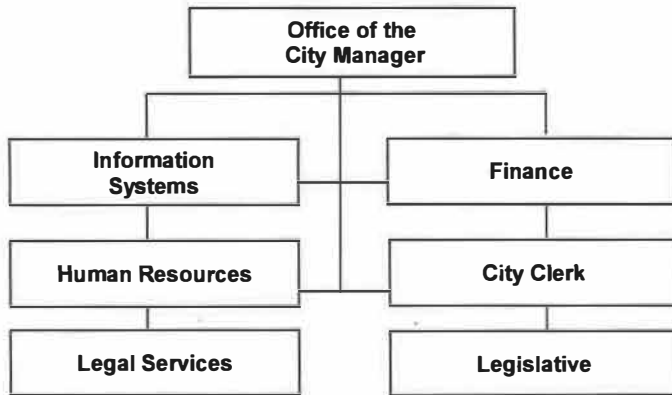 Office of the
City Manager
Information
Systems
Finance
Human Resources
City Clerk
Legal Services
Legislative